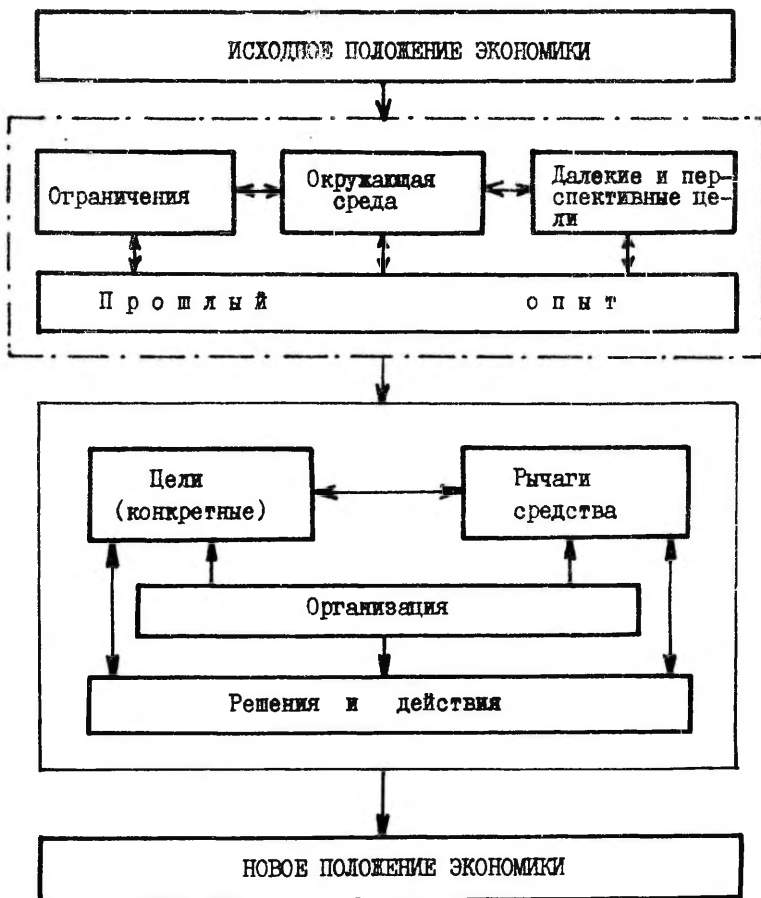 ИСХОДНОЕ ПОЛОЖЕНИЕ ЭКОНОМИКИ
Ограничения
Окружающая
среда
Далекие и пер-
спективные це-
ли
Прошлый опыт
Цели
(конкретные)
Рычаги
средства
Организация
Решения и действия
НОВОЕ ПОЛОЖЕНИЕ ЭКОНОМИКИ